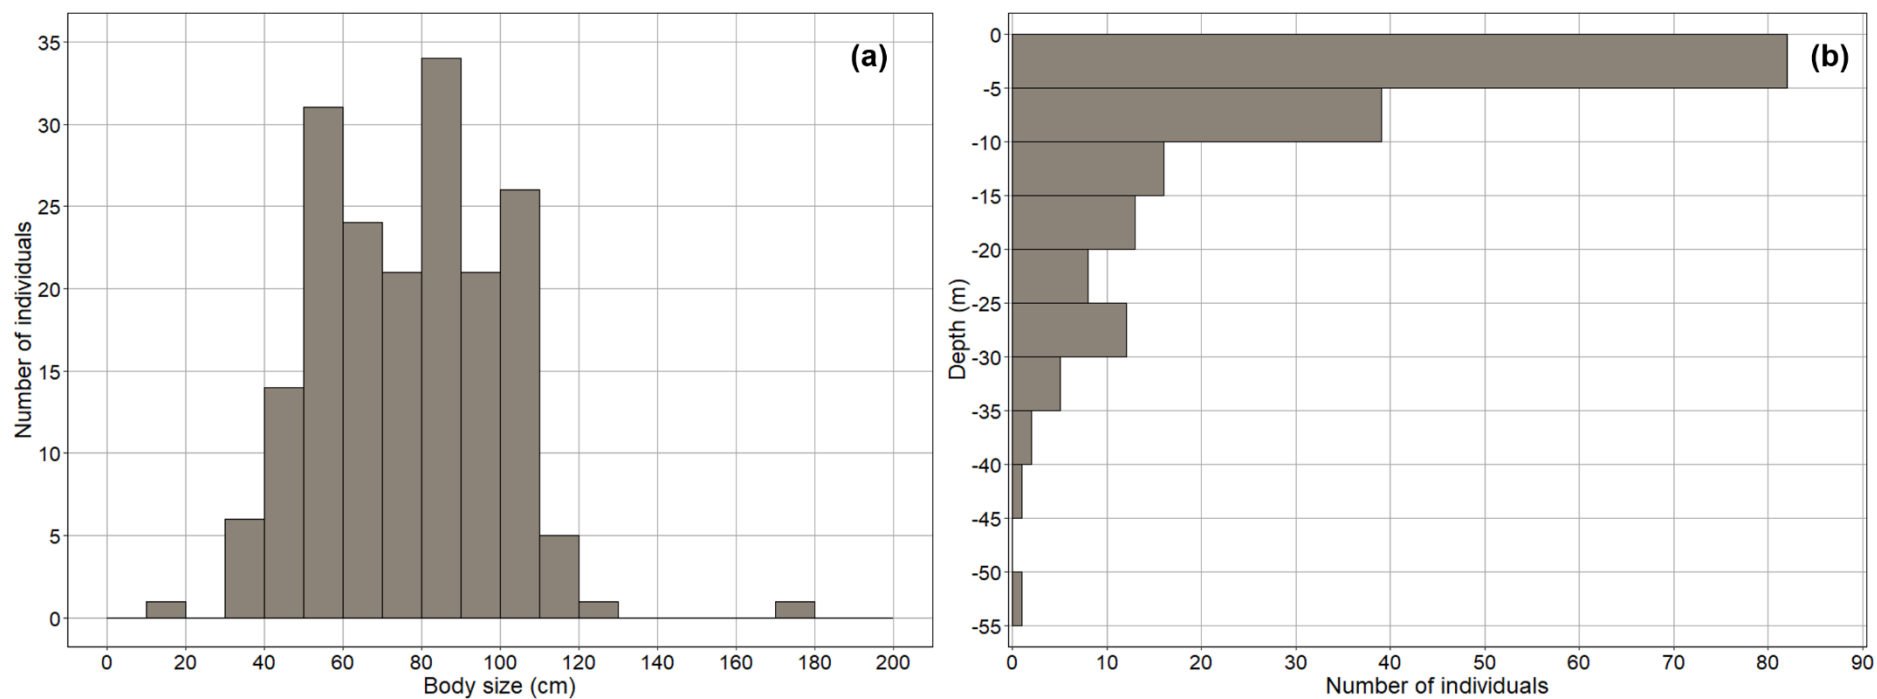 (a)
Number of individuals
35
30
25
20
15
10
5
0
0 20 40 60 80 100 120 140 160 180 200
Body size (cm)
(b)
Depth (m)
0
-5
-10
-15
-20
-25
-30
-35
-40
-45
-50
-55
0 10 20 30 40 50 60 70 80 90
Number of individuals